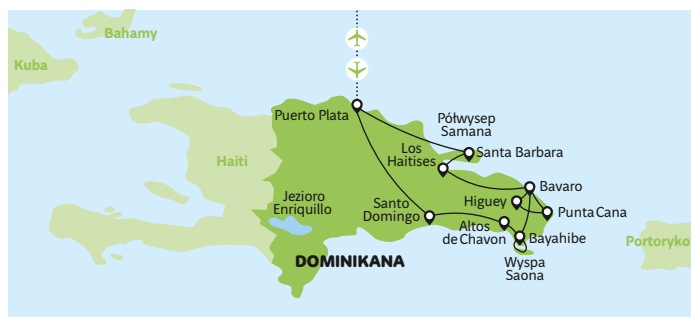 Bahamy
Kuba
Puerto Plata
Półwysep
Samana
Los
Haitises
Santa Barbara
Haiti
Jezioro
Enriquillo
Santo
Domingo
Higuey
Bavaro
Punta Cana
Altos
de Chavon
Bayahibe
Portoryko
DOMINIKANA
Wyspa
Saona